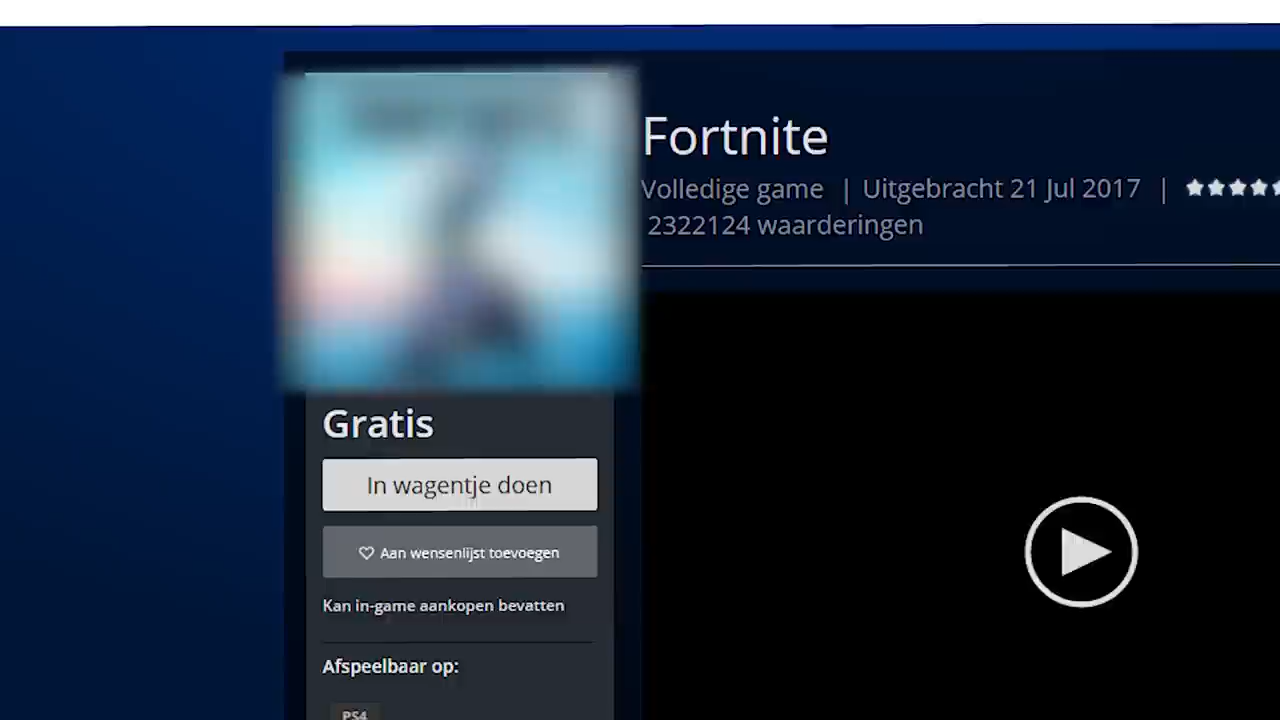 Fortnite
Volledige game | Uitgebracht 21 Jul 2017 |
2322124 waarderingen
Gratis
In wagentje doen
Aan wensenlijst toevoegen
Kan in-game aankopen bevatten
Afspeelbaar op:
PS4